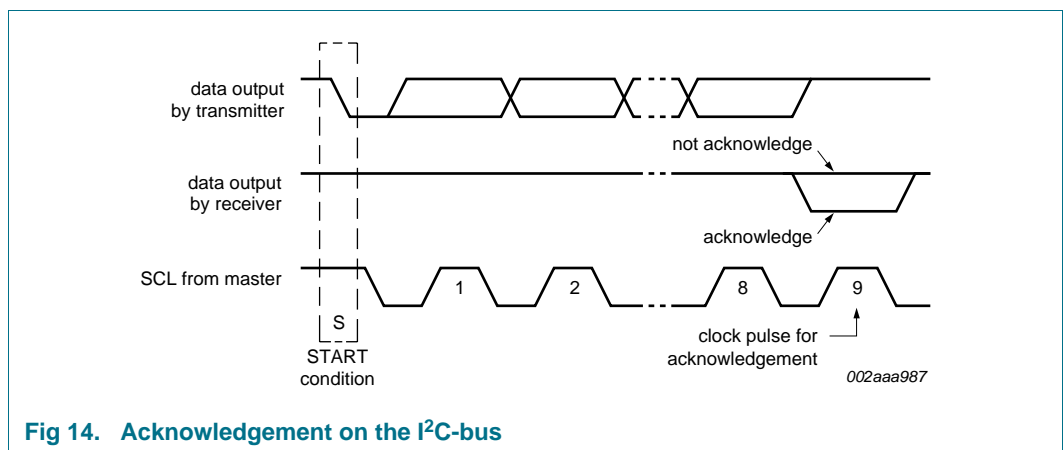 data output
by transmitter
not acknowledge
data output
by receiver
acknowledge
SCL from master
1
2
8
9
S
START
condition
clock pulse for
acknowledgement
002aaa987
Fig 14. Acknowledgement on the I²C-bus